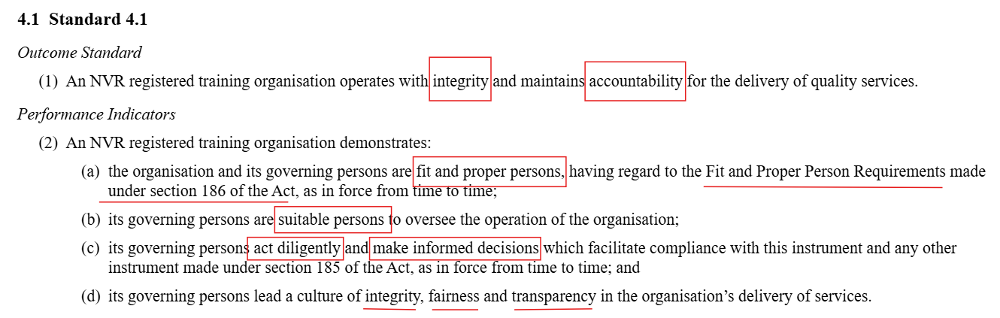 4.1 Standard 4.1
Outcome Standard
(1) An NVR registered training organisation operates with integrity and maintains accountability for the delivery of quality services.
Performance Indicators
(2) An NVR registered training organisation demonstrates:
(a) the organisation and its governing persons are fit and proper persons, having regard to the Fit and Proper Person Requirements made
under section 186 of the Act, as in force from time to time;
(b) its governing persons are suitable persons to oversee the operation of the organisation;
(c) its governing persons act diligently and make informed decisions which facilitate compliance with this instrument and any other
instrument made under section 185 of the Act, as in force from time to time; and
(d) its governing persons lead a culture of integrity, fairness and transparency in the organisation’s delivery of services.